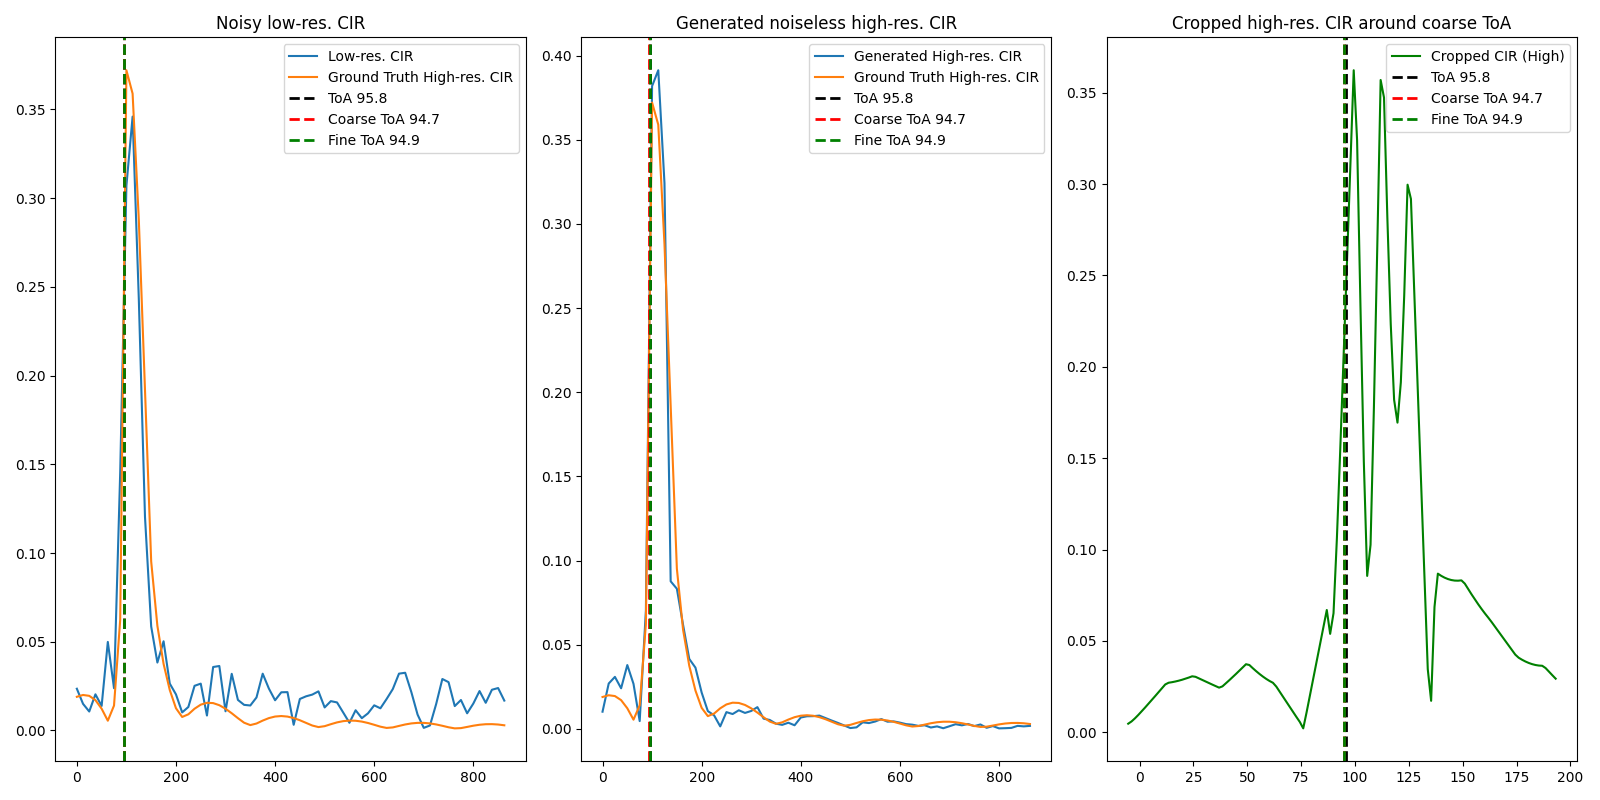 Noisy low-res. CIR
Low-res. CIR
Ground Truth High-res. CIR
ToA 95.8
Coarse ToA 94.7
Fine ToA 94.9
0.35
0.30
0.25
0.20
0.15
0.10
0.05
0.00
0 200 400 600 800
Generated noiseless high-res. CIR
Generated High-res. CIR
Ground Truth High-res. CIR
ToA 95.8
Coarse ToA 94.7
Fine ToA 94.9
0.40
0.35
0.30
0.25
0.20
0.15
0.10
0.05
0.00
0 200 400 600 800
Cropped high-res. CIR around coarse ToA
Cropped CIR (High)
ToA 95.8
Coarse ToA 94.7
Fine ToA 94.9
0.35
0.30
0.25
0.20
0.15
0.10
0.05
0.00
0 25 50 75 100 125 150 175 200